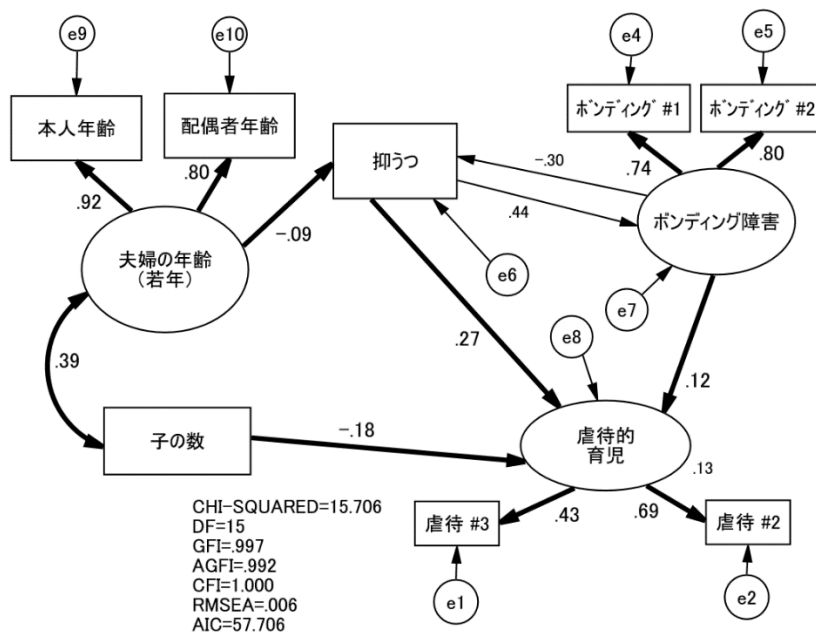 e9
e10
e4
e5
本人年齢
配偶者年齢
ボンディング #1
ボンディング #2
抑うつ
.92
.80
-.09
-.30
.44
.74
.80
夫婦の年齢
(若年)
ボンディング障害
e6
e7
.39
.27
e8
.12
子の数
-.18
虐待的
育児
.13
CHI-SQUARED=15.706
DF=15
GFI=.997
AGFI=.992
CFI=1.000
RMSEA=.006
AIC=57.706
虐待 #3
.43
.69
虐待 #2
e1
e2